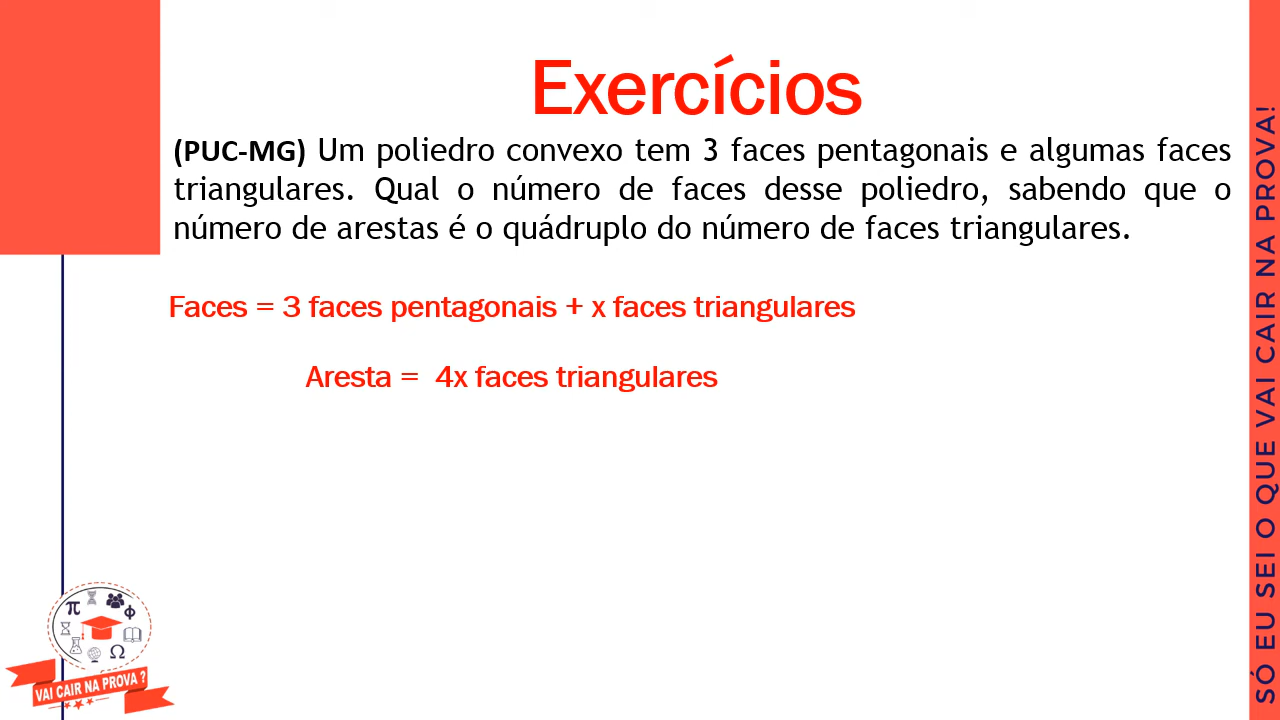 Exercícios
(PUC-MG) Um poliedro convexo tem 3 faces pentagonais e algumas faces
triangulares. Qual o número de faces desse poliedro, sabendo que o
número de arestas é o quádruplo do número de faces triangulares.
Faces = 3 faces pentagonais + x faces triangulares
Aresta = 4x faces triangulares
SÓ EU SEI O QUE VAI CAIR NA PROVA!
π
Φ
Ω
VAI CAIR NA PROVA ?